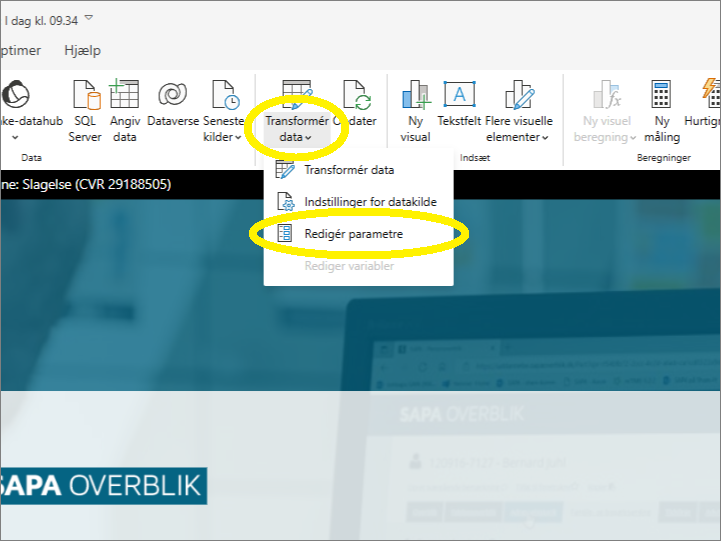 I dag kl. 09.34
ptimer Hjælp
ke-datahub
SQL
Server
Angiv
data
Dataverse
Seneste
kilder
Transformér
data
Opdater
Ny
visual
A
Tekstfelt
Flere visuelle
elementer
Ny visuel
beregning
Ny
måling
Hurtig
Data
Indsæt
Beregninger
Transformér data
Indstillinger for datakilde
Redigér parametre
Rediger variabler
ne: Slagelse (CVR 29188505)
SAPA OVERBLIK
SAPA OVERBLIK